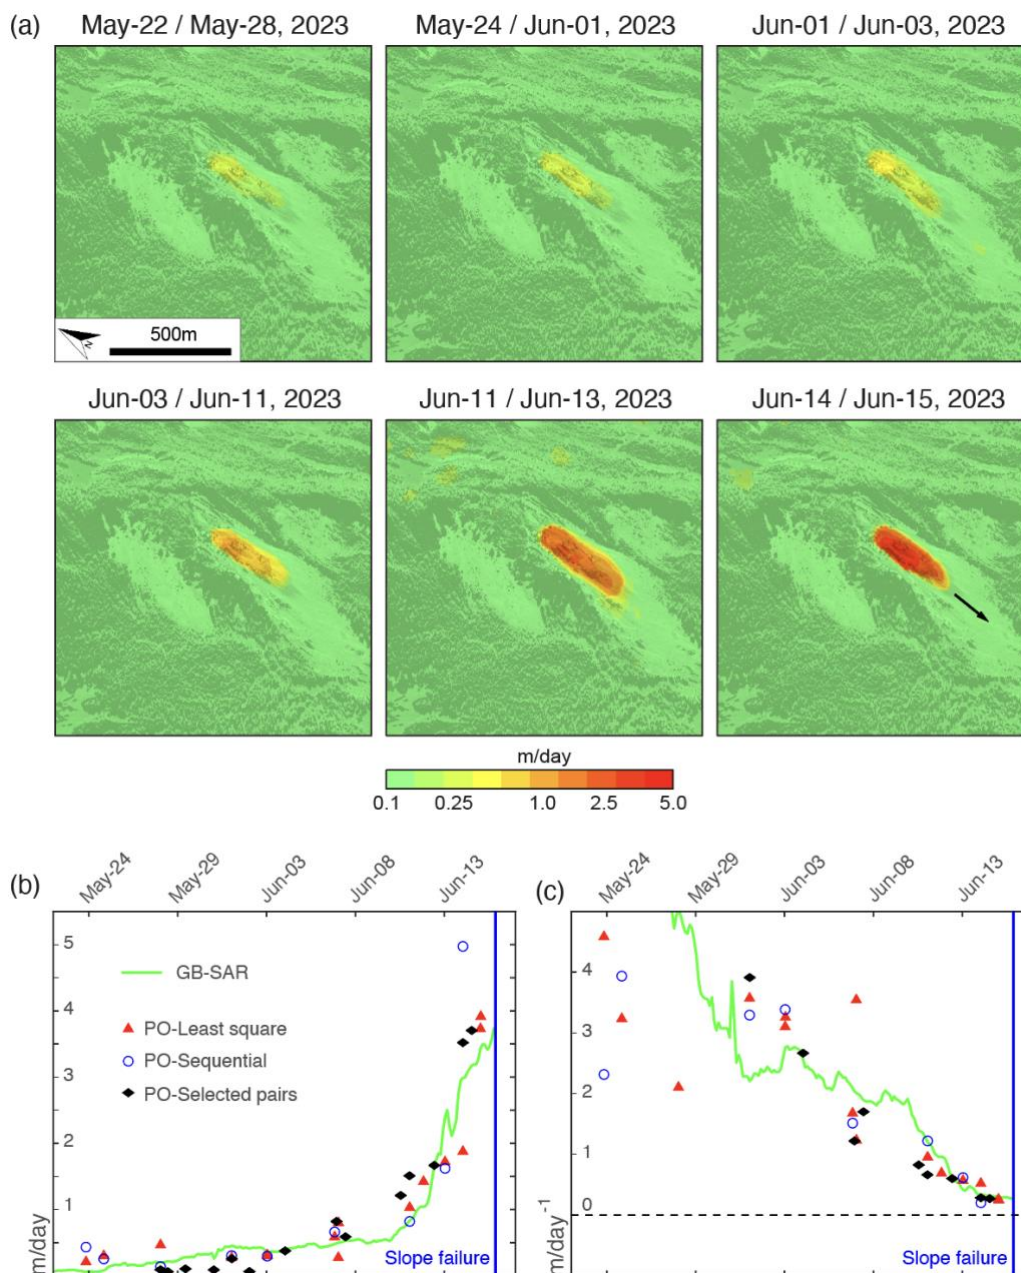 (a)
May-22 / May-28, 2023
May-24 / Jun-01, 2023
Jun-01 / Jun-03, 2023
N
500m
Jun-03 / Jun-11, 2023
Jun-11 / Jun-13, 2023
Jun-14 / Jun-15, 2023
m/day
0.1 0.25 1.0 2.5 5.0
(b)
May-24
May-29
Jun-03
Jun-08
Jun-13
5
4
3
2
1
m/day
GB-SAR
PO-Least square
PO-Sequential
PO-Selected pairs
Slope failure
(c)
May-24
May-29
Jun-03
Jun-08
Jun-13
4
3
2
1
0
m/day⁻¹
Slope failure